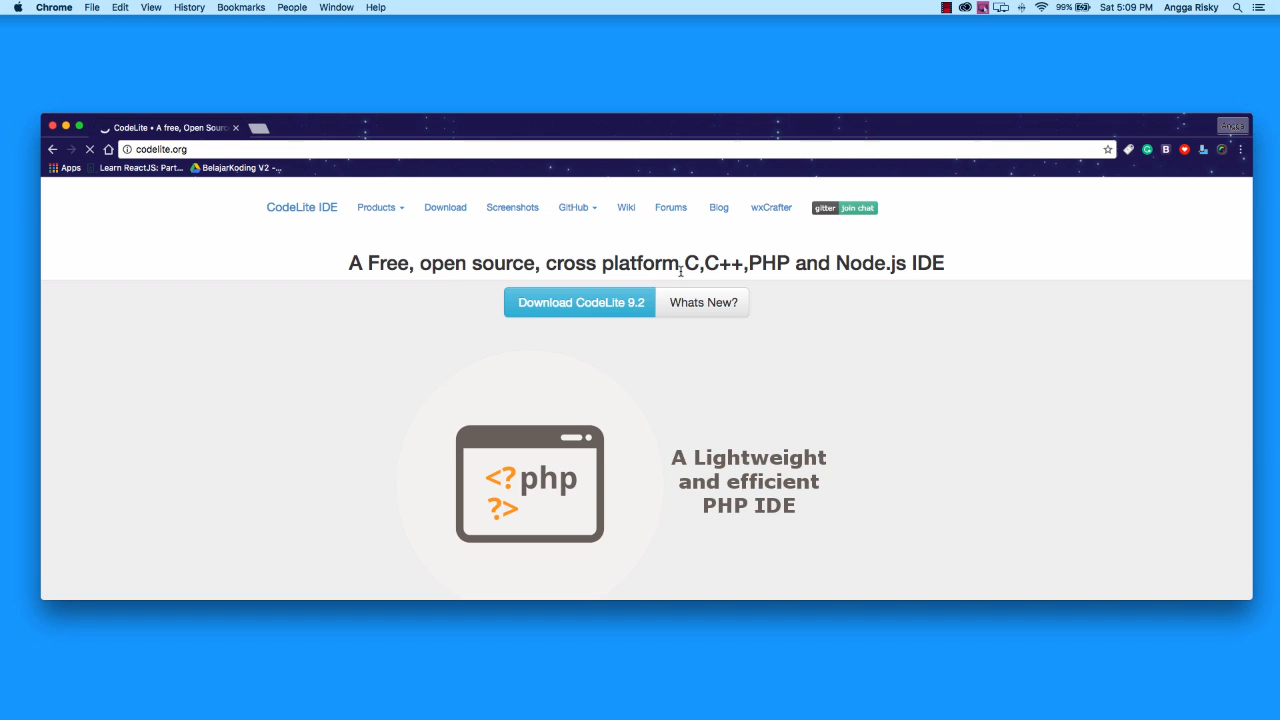 Chrome File Edit View History Bookmarks People Window Help 99% Sat 5:09 PM Angga Risky
CodeLite • A free, Open Sour
Angga
codelite.org
Apps Learn ReactJS: Part... BelajarKoding V2 -...
CodeLite IDE Products Download Screenshots GitHub Wiki Forums Blog wxCrafter gitter join chat
A Free, open source, cross platform,C,C++,PHP and Node.js IDE
Download CodeLite 9.2 Whats New?
<?php
?>
A Lightweight
and efficient
PHP IDE